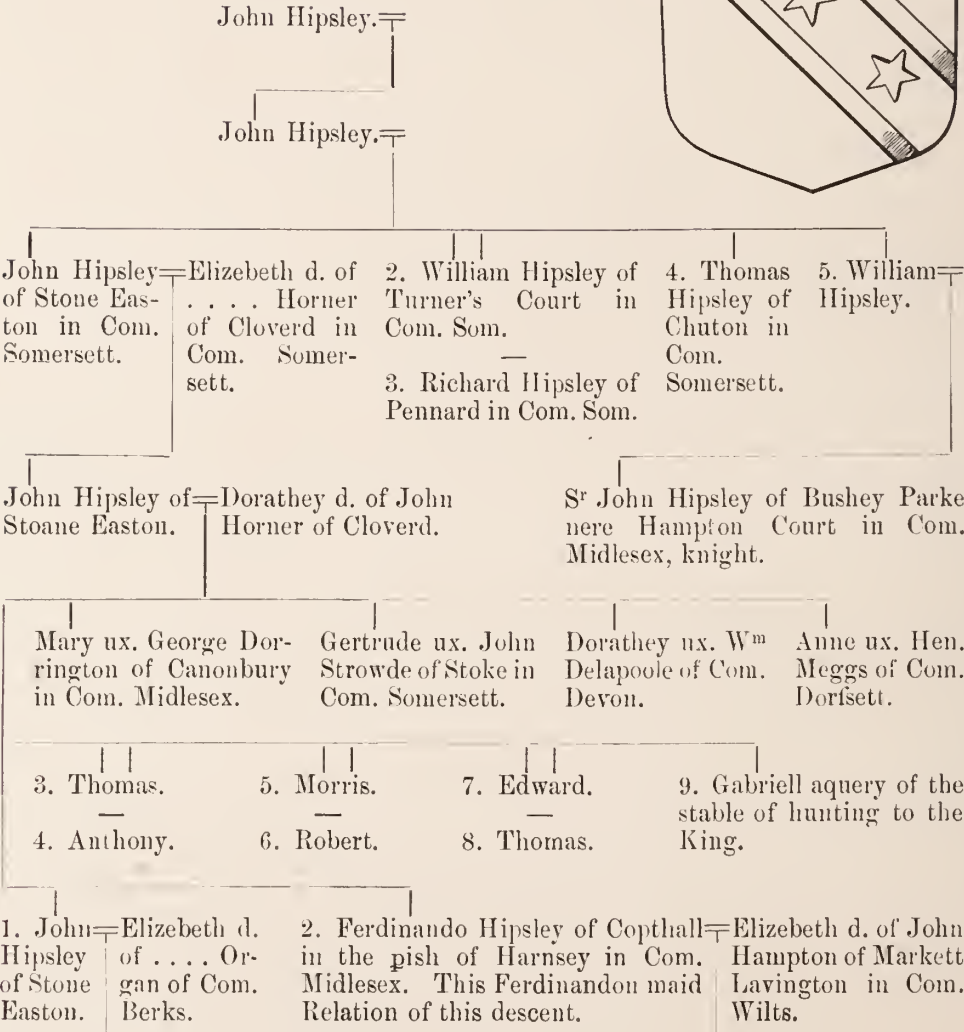 John Hipsley.
John Hipsley.
John Hipsley
of Stone Eas-
ton in Com.
Somersett.
Elizebeth d. of
. . . . Horner
of Cloverd in
Com. Somer-
sett.
2. William Hipsley of
Turner's Court in
Com. Som.
—
3. Richard Hipsley of
Pennard in Com. Som.
4. Thomas
Hipsley of
Chuton in
Com.
Somersett.
5. William
Hipsley.
John Hipsley of
Stoane Easton.
Dorathey d. of John
Horner of Cloverd.
Sʳ John Hipsley of Bushey Parke
nere Hampton Court in Com.
Midlesex, knight.
Mary ux. George Dor-
rington of Canonbury
in Com. Midlesex.
Gertrude ux. John
Strowde of Stoke in
Com. Somersett.
Dorathey ux. Wᵐ
Delapoole of Com.
Devon.
Anne ux. Hen.
Meggs of Com.
Dorfsett.
3. Thomas.
—
4. Anthony.
5. Morris.
—
6. Robert.
7. Edward.
—
8. Thomas.
9. Gabriell aquery of the
stable of hunting to the
King.
1. John
Hipsley
of Stone
Easton.
Elizebeth d.
of . . . . Or-
gan of Com.
Berks.
2. Ferdinando Hipsley of Copthall
in the pish of Harnsey in Com.
Midlesex. This Ferdinandon maid
Relation of this descent.
Elizebeth d. of John
Hampton of Markett
Lavington in Com.
Wilts.